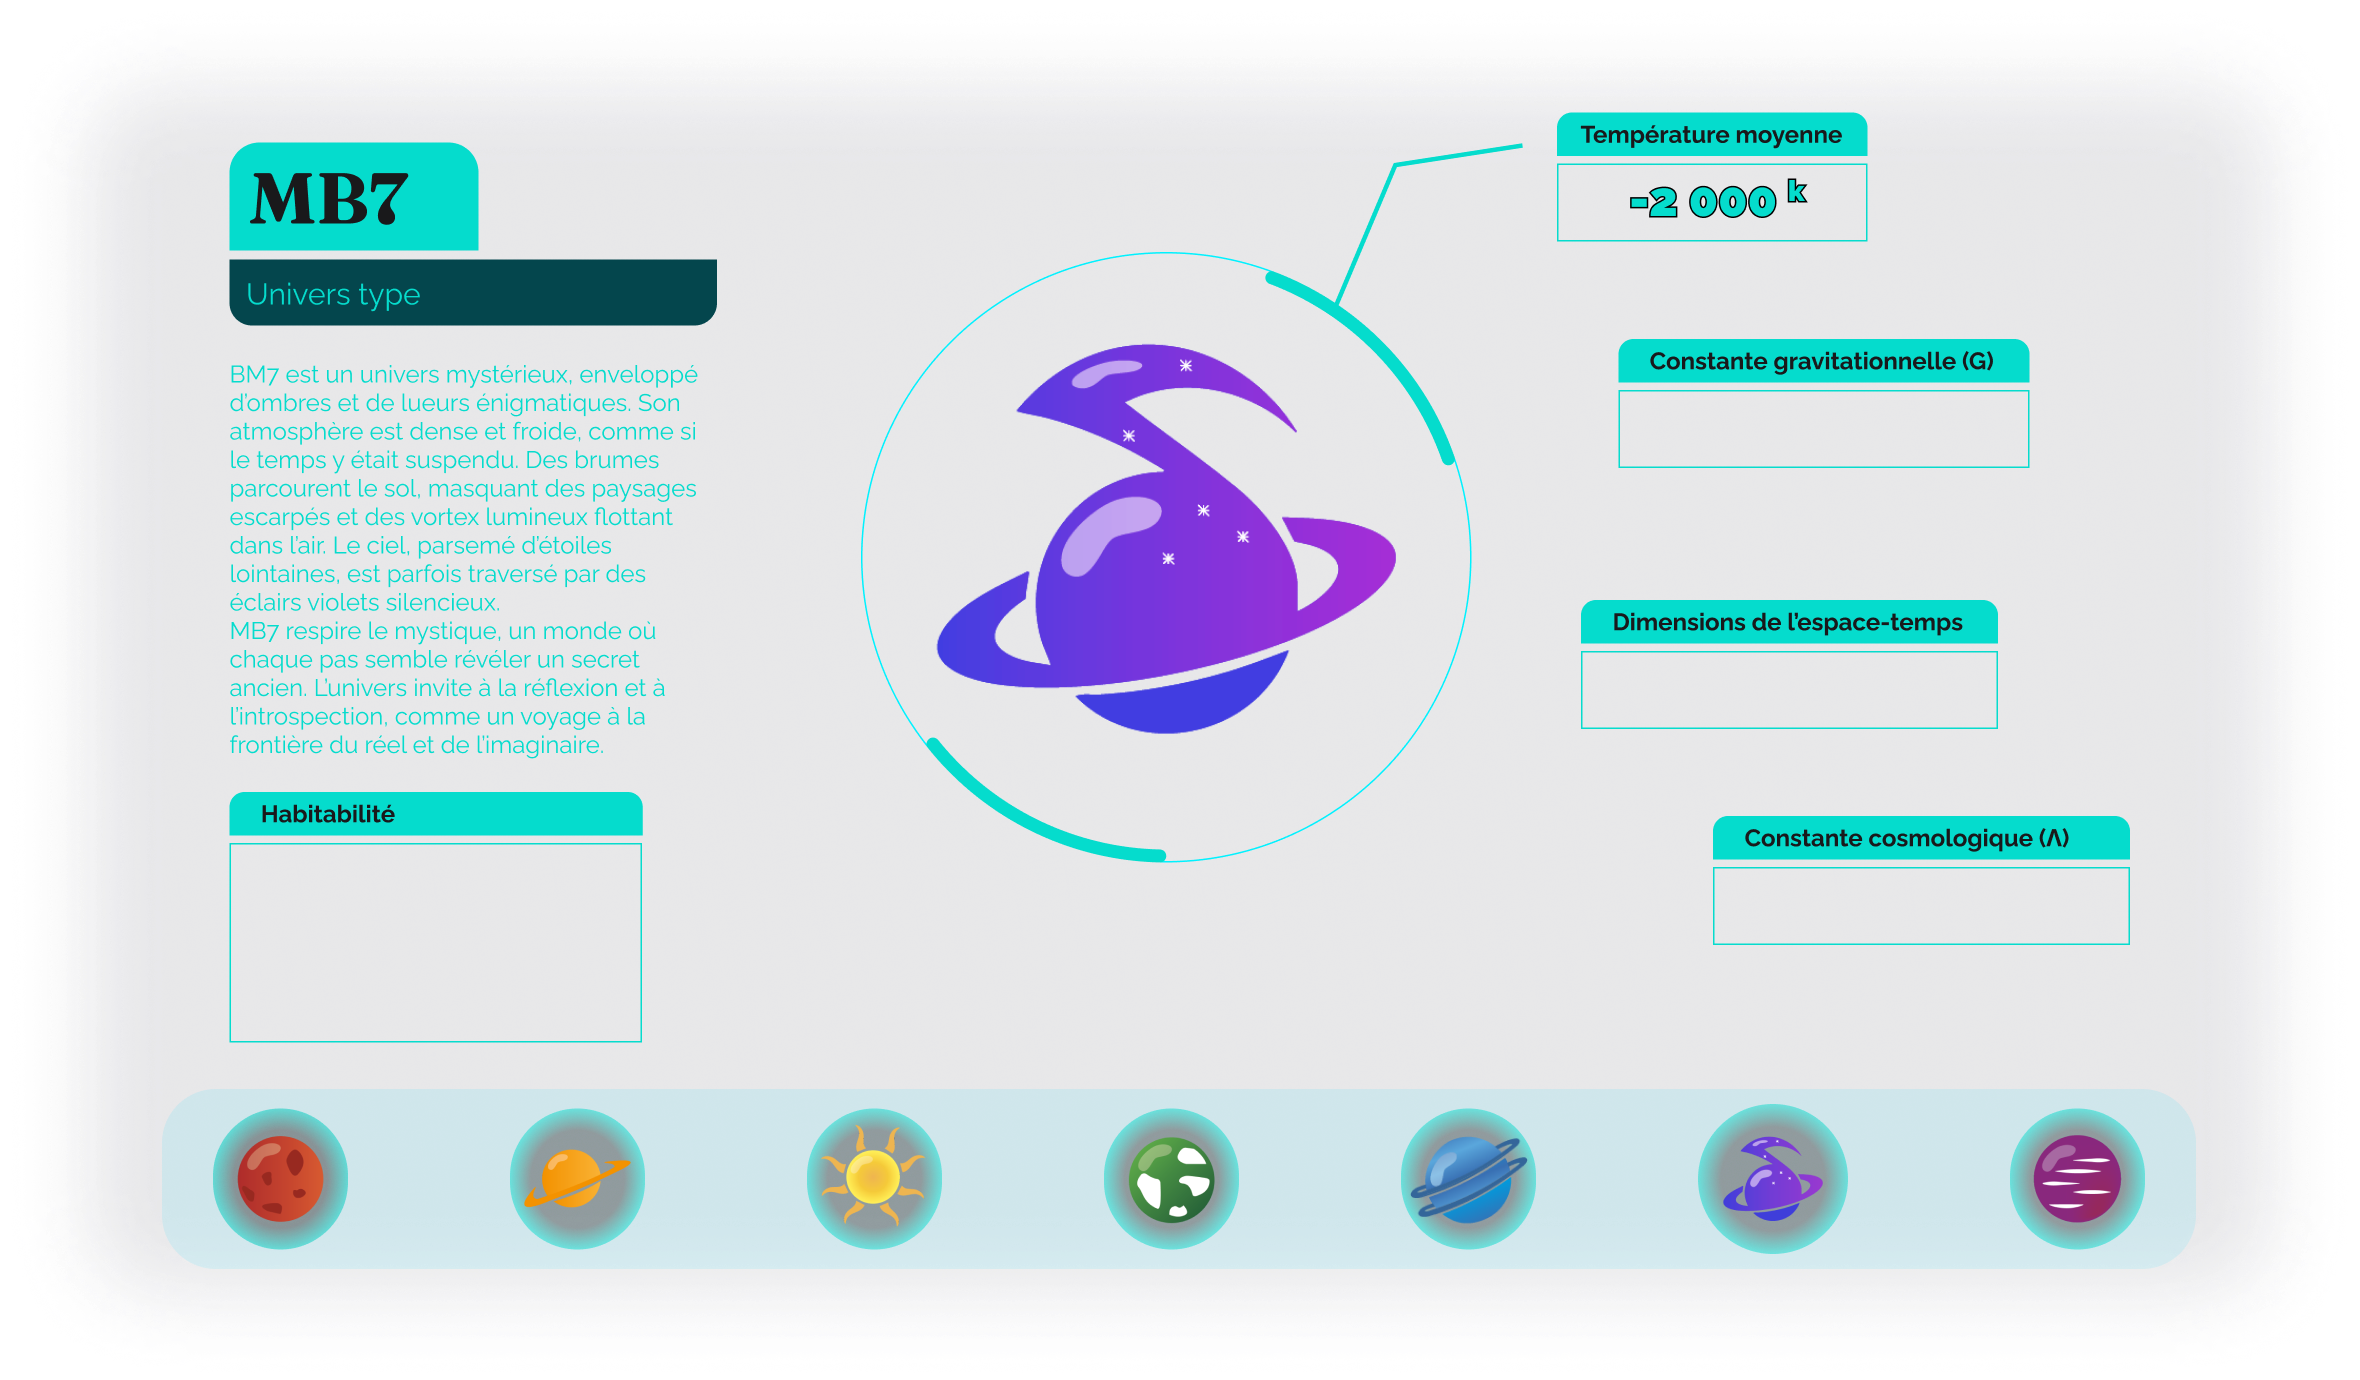 MB7
Univers type
BM7 est un univers mystérieux, enveloppé
d'ombres et de lueurs énigmatiques. Son
atmosphère est dense et froide, comme si
le temps y était suspendu. Des brumes
parcourent le sol, masquant des paysages
escarpés et des vortex lumineux flottant
dans l'air. Le ciel, parsemé d'étoiles
lointaines, est parfois traversé par des
éclairs violets silencieux.
MB7 respire le mystique, un monde où
chaque pas semble révéler un secret
ancien. L'univers invite à la réflexion et à
l'introspection, comme un voyage à la
frontière du réel et de l'imaginaire.
Habitabilité
Température moyenne
-2 000 k
Constante gravitationnelle (G)
Dimensions de l'espace-temps
Constante cosmologique (Λ)